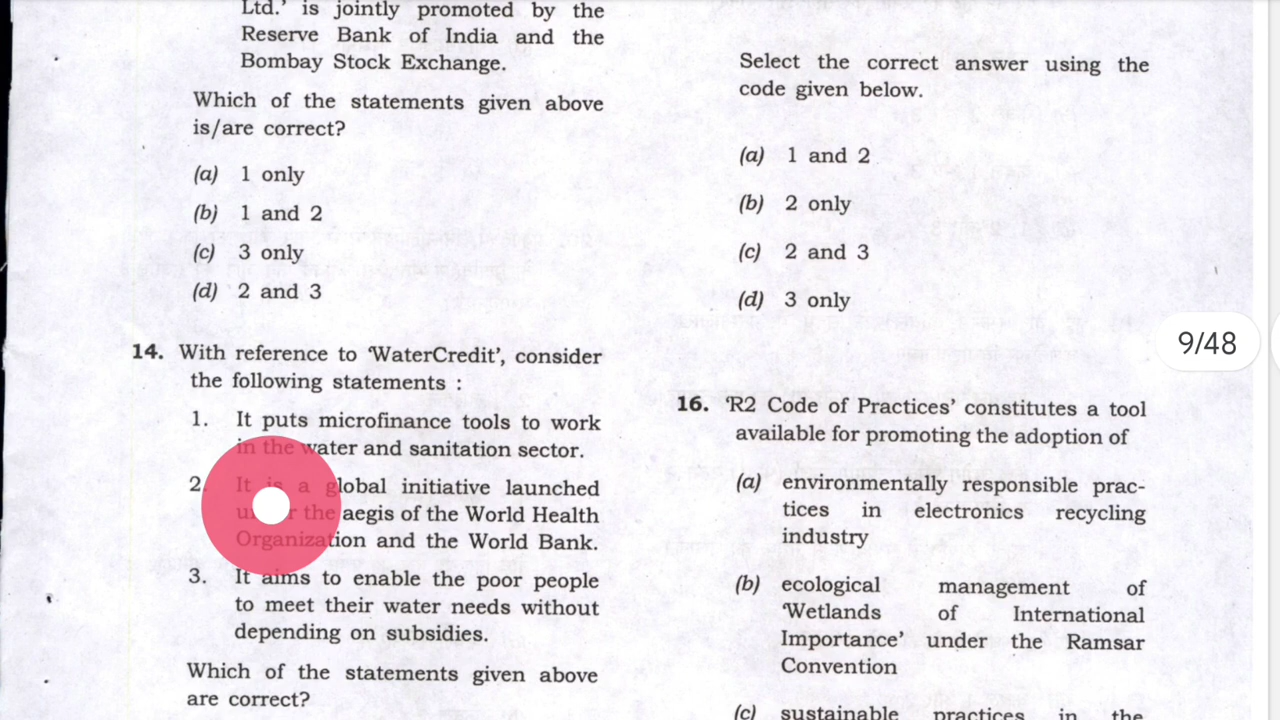 Ltd.' is jointly promoted by the
Reserve Bank of India and the
Bombay Stock Exchange.
Which of the statements given above
is/are correct?
(a) 1 only
(b) 1 and 2
(c) 3 only
(d) 2 and 3
14. With reference to 'WaterCredit', consider
the following statements :
1. It puts microfinance tools to work
in the water and sanitation sector.
2. It is a global initiative launched
under the aegis of the World Health
Organization and the World Bank.
3. It aims to enable the poor people
to meet their water needs without
depending on subsidies.
Which of the statements given above
are correct?
Select the correct answer using the
code given below.
(a) 1 and 2
(b) 2 only
(c) 2 and 3
(d) 3 only
16. 'R2 Code of Practices' constitutes a tool
available for promoting the adoption of
(a) environmentally responsible prac-
tices in electronics recycling
industry
(b) ecological management of
'Wetlands of International
Importance' under the Ramsar
Convention
(c) sustainable practices in the
9/48